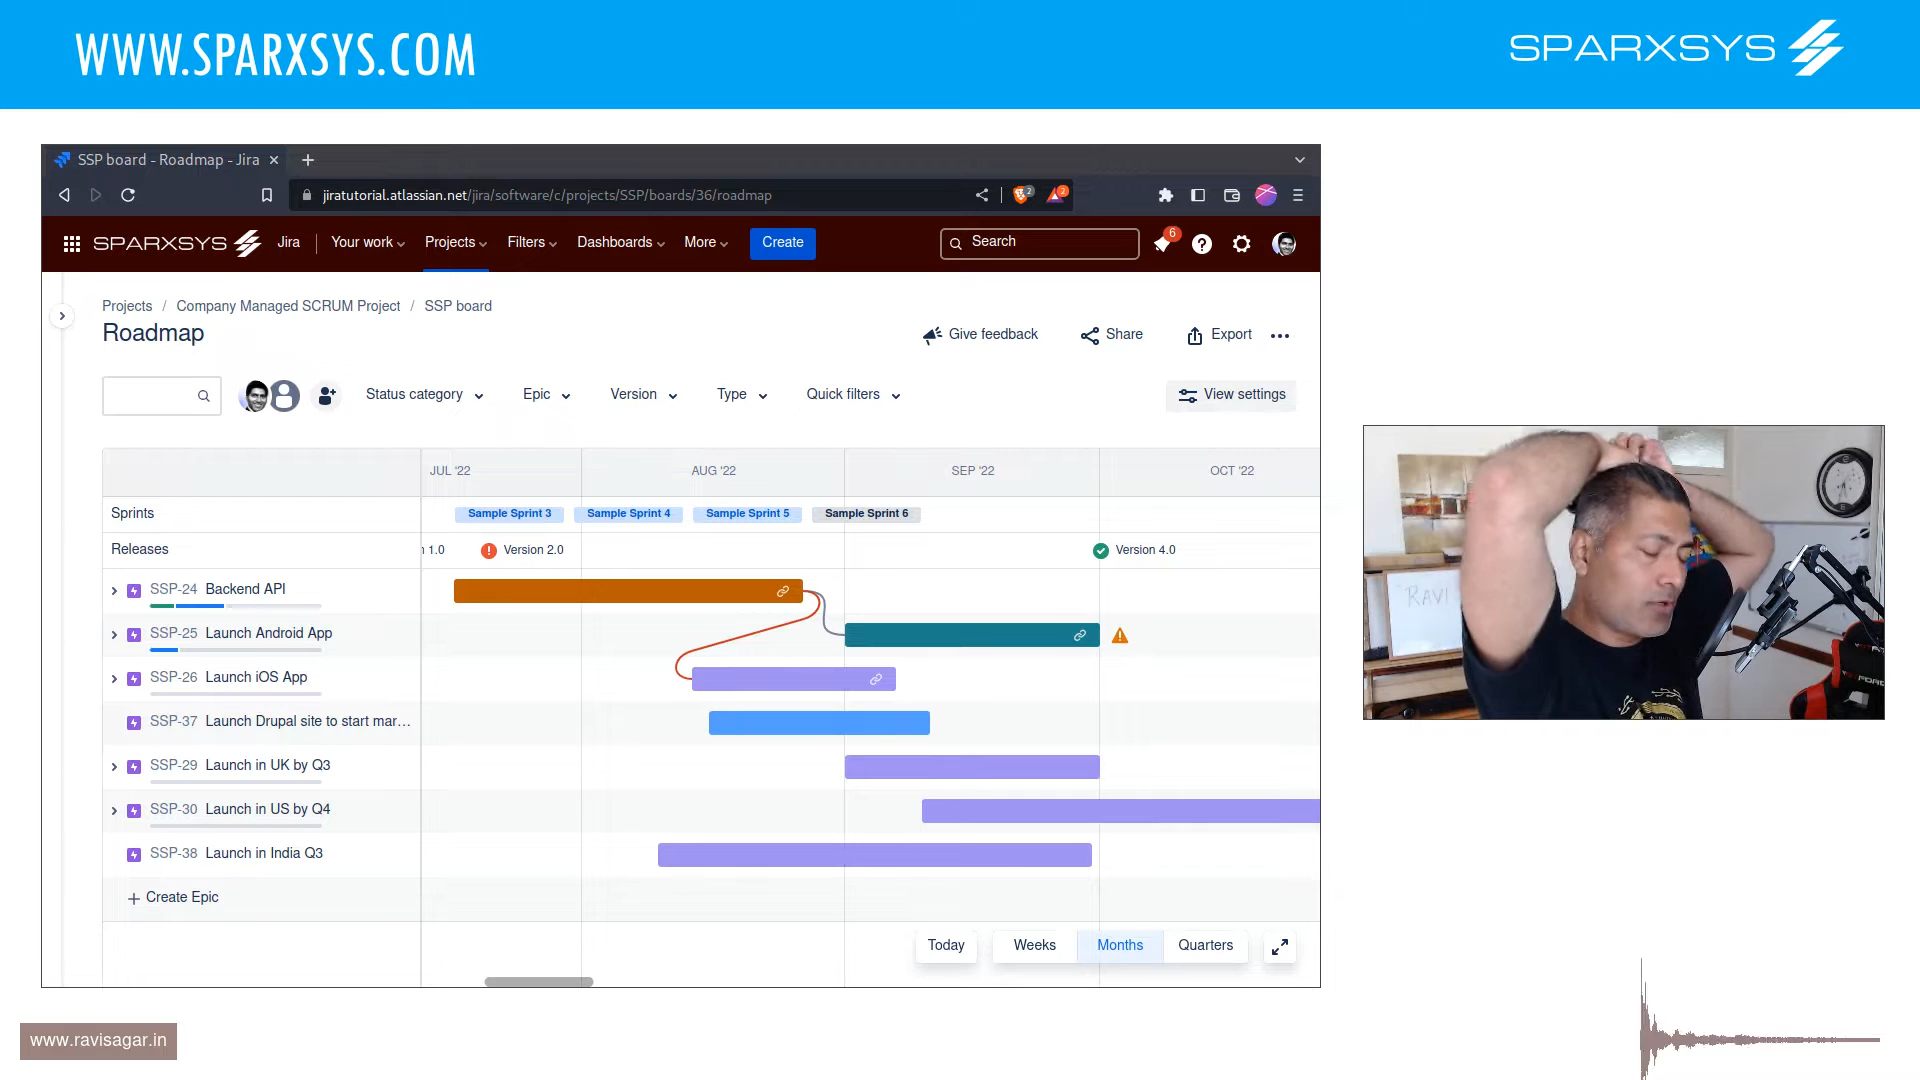 WWW.SPARXSYS.COM
SPARXSYS
SSP board - Roadmap - Jira
jiratutorial.atlassian.net/jira/software/c/projects/SSP/boards/36/roadmap
2
2
SPARXSYS Jira Your work Projects Filters Dashboards More Create Search 6
Projects / Company Managed SCRUM Project / SSP board
Roadmap
Give feedback Share Export
Status category Epic Version Type Quick filters View settings
JUL '22 AUG '22 SEP '22 OCT '22
Sprints Sample Sprint 3 Sample Sprint 4 Sample Sprint 5 Sample Sprint 6
Releases 1.0 Version 2.0 Version 4.0
SSP-24 Backend API
SSP-25 Launch Android App
SSP-26 Launch iOS App
SSP-37 Launch Drupal site to start mar...
SSP-29 Launch in UK by Q3
SSP-30 Launch in US by Q4
SSP-38 Launch in India Q3
+ Create Epic
Today Weeks Months Quarters
RAVI
www.ravisagar.in